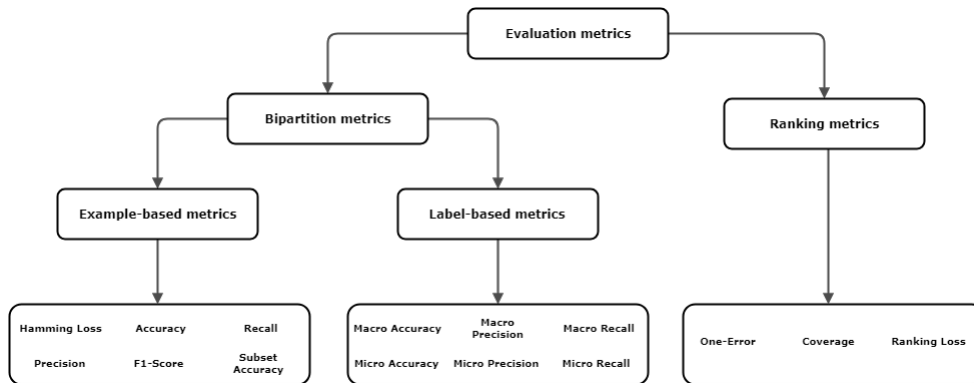 Evaluation metrics
Bipartition metrics
Ranking metrics
Example-based metrics
Label-based metrics
Hamming Loss
Accuracy
Recall
Precision
F1-Score
Subset
Accuracy
Macro Accuracy
Macro
Precision
Macro Recall
Micro Accuracy
Micro Precision
Micro Recall
One-Error
Coverage
Ranking Loss